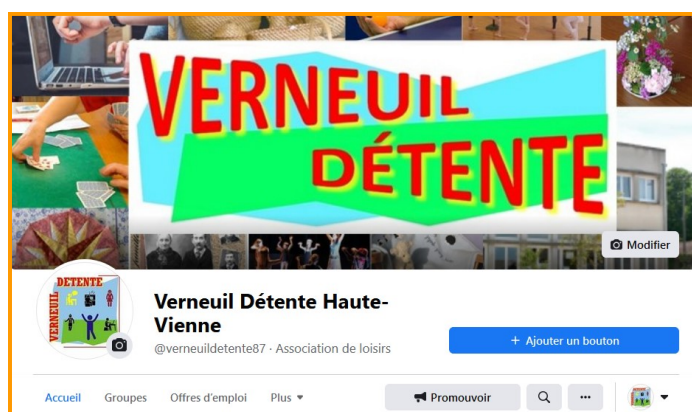 VERNEUIL
DÉTENTE
Modifier
DETENTE
VERNEUIL
Verneuil Détente Haute-
Vienne
@verneuildetente87 · Association de loisirs
+ Ajouter un bouton
Accueil Groupes Offres d'emploi Plus
Promouvoir